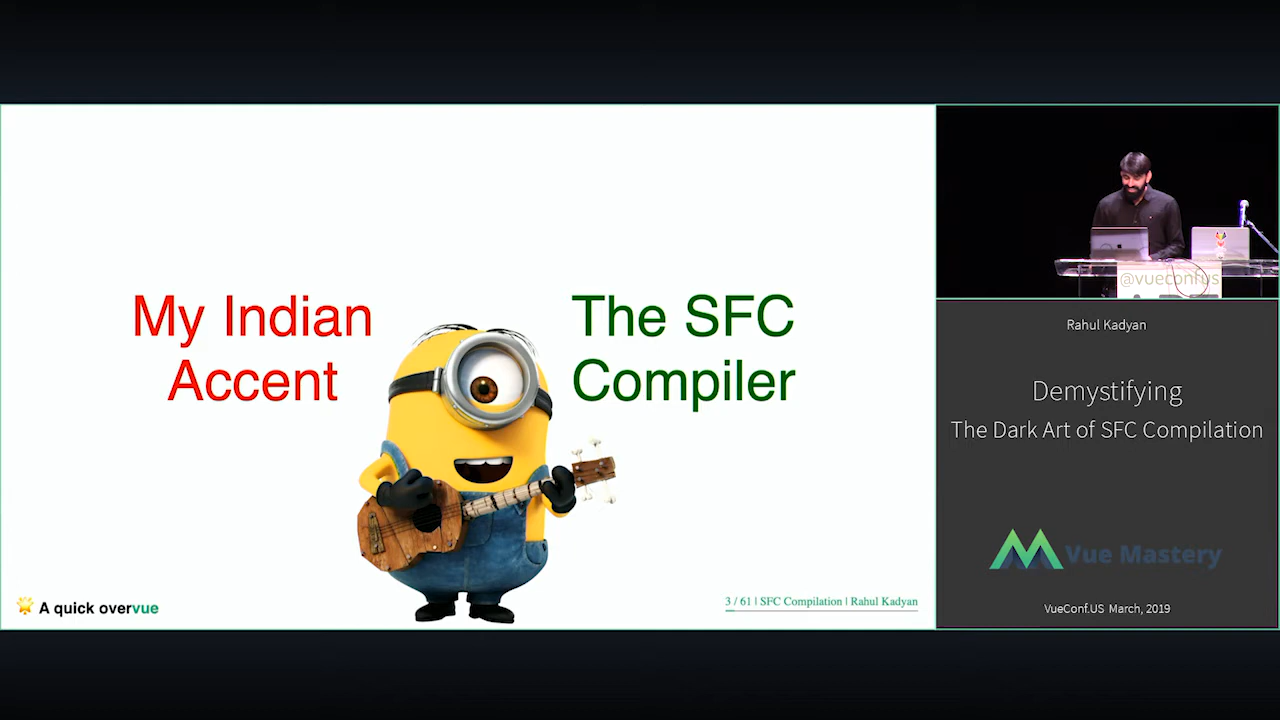 My Indian
Accent
The SFC
Compiler
🌟 A quick overvue
3 / 61 | SFC Compilation | Rahul Kadyan
@vueconfus
Rahul Kadyan
Demystifying
The Dark Art of SFC Compilation
Vue Mastery
VueConf.US March, 2019